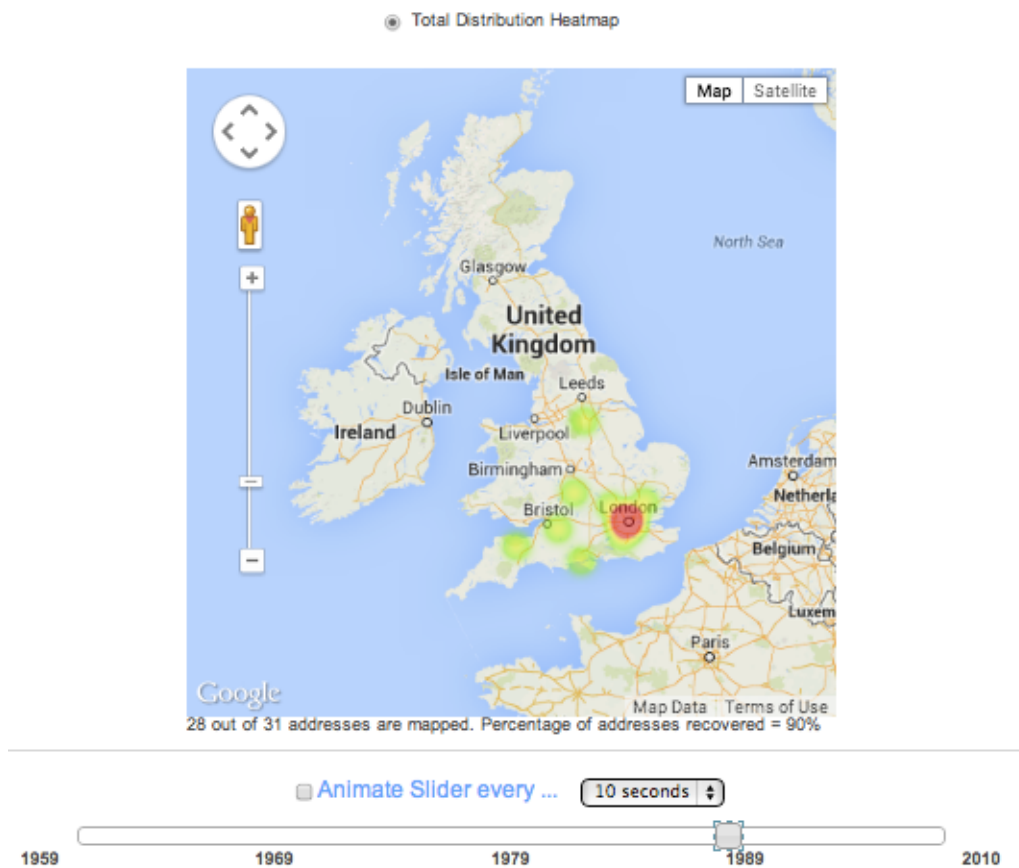 Total Distribution Heatmap
Map Satellite
North Sea
Glasgow
United
Kingdom
Isle of Man
Leeds
Dublin
Ireland
Liverpool
Birmingham
Amsterdam
Netherla
Bristol
London
Belgium
Luxem
Paris
Google
Map Data Terms of Use
28 out of 31 addresses are mapped. Percentage of addresses recovered = 90%
Animate Slider every ... 10 seconds
1959 1969 1979 1989 2010